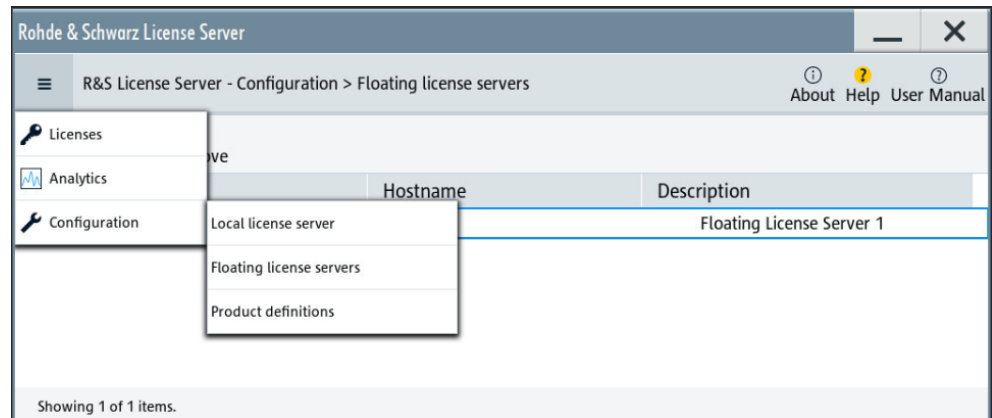 Rohde & Schwarz License Server
R&S License Server - Configuration > Floating license servers
About Help User Manual
Licenses
Analytics
Hostname Description
Configuration
Local license server
Floating License Server 1
Floating license servers
Product definitions
Showing 1 of 1 items.